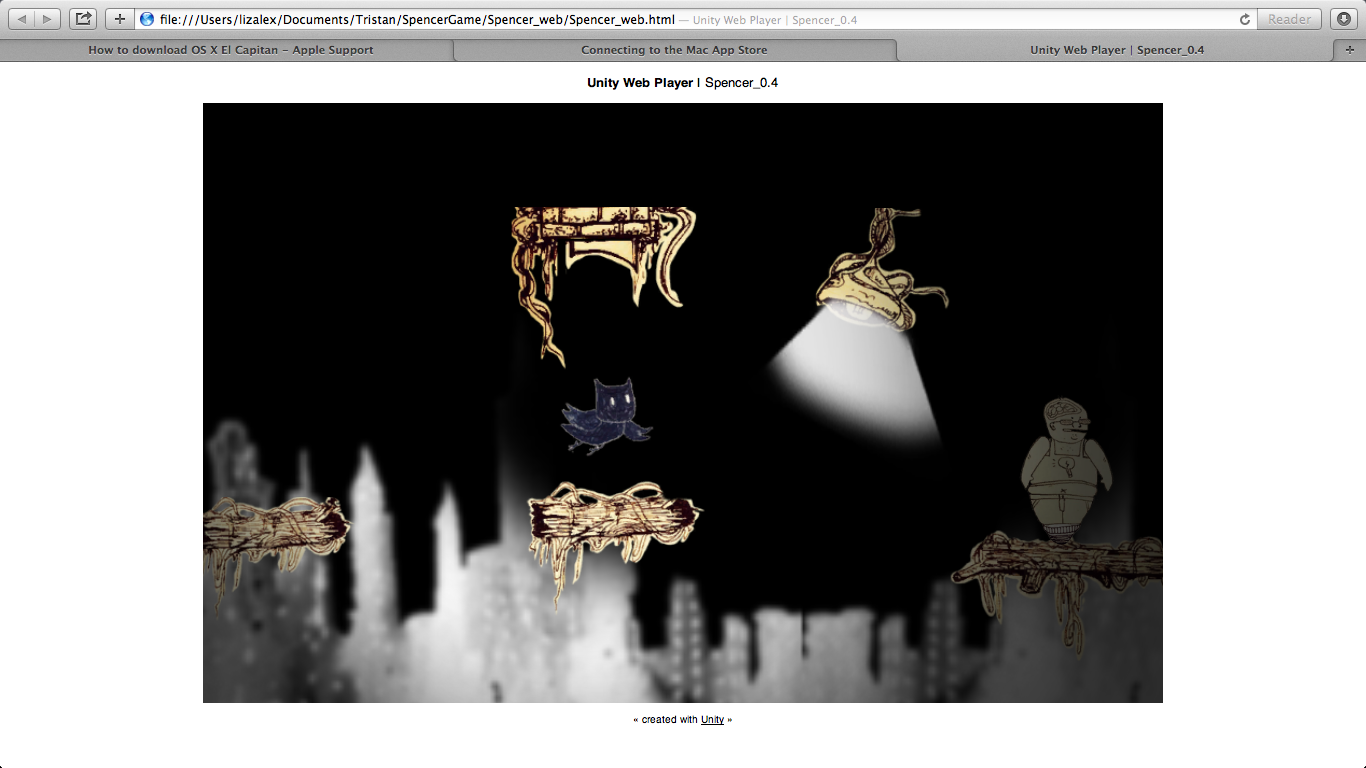 file:///Users/lizalex/Documents/Tristan/SpencerGame/Spencer_web/Spencer_web.html — Unity Web Player | Spencer_0.4
Reader
How to download OS X El Capitan - Apple Support
Connecting to the Mac App Store
Unity Web Player | Spencer_0.4
Unity Web Player | Spencer_0.4
« created with Unity »